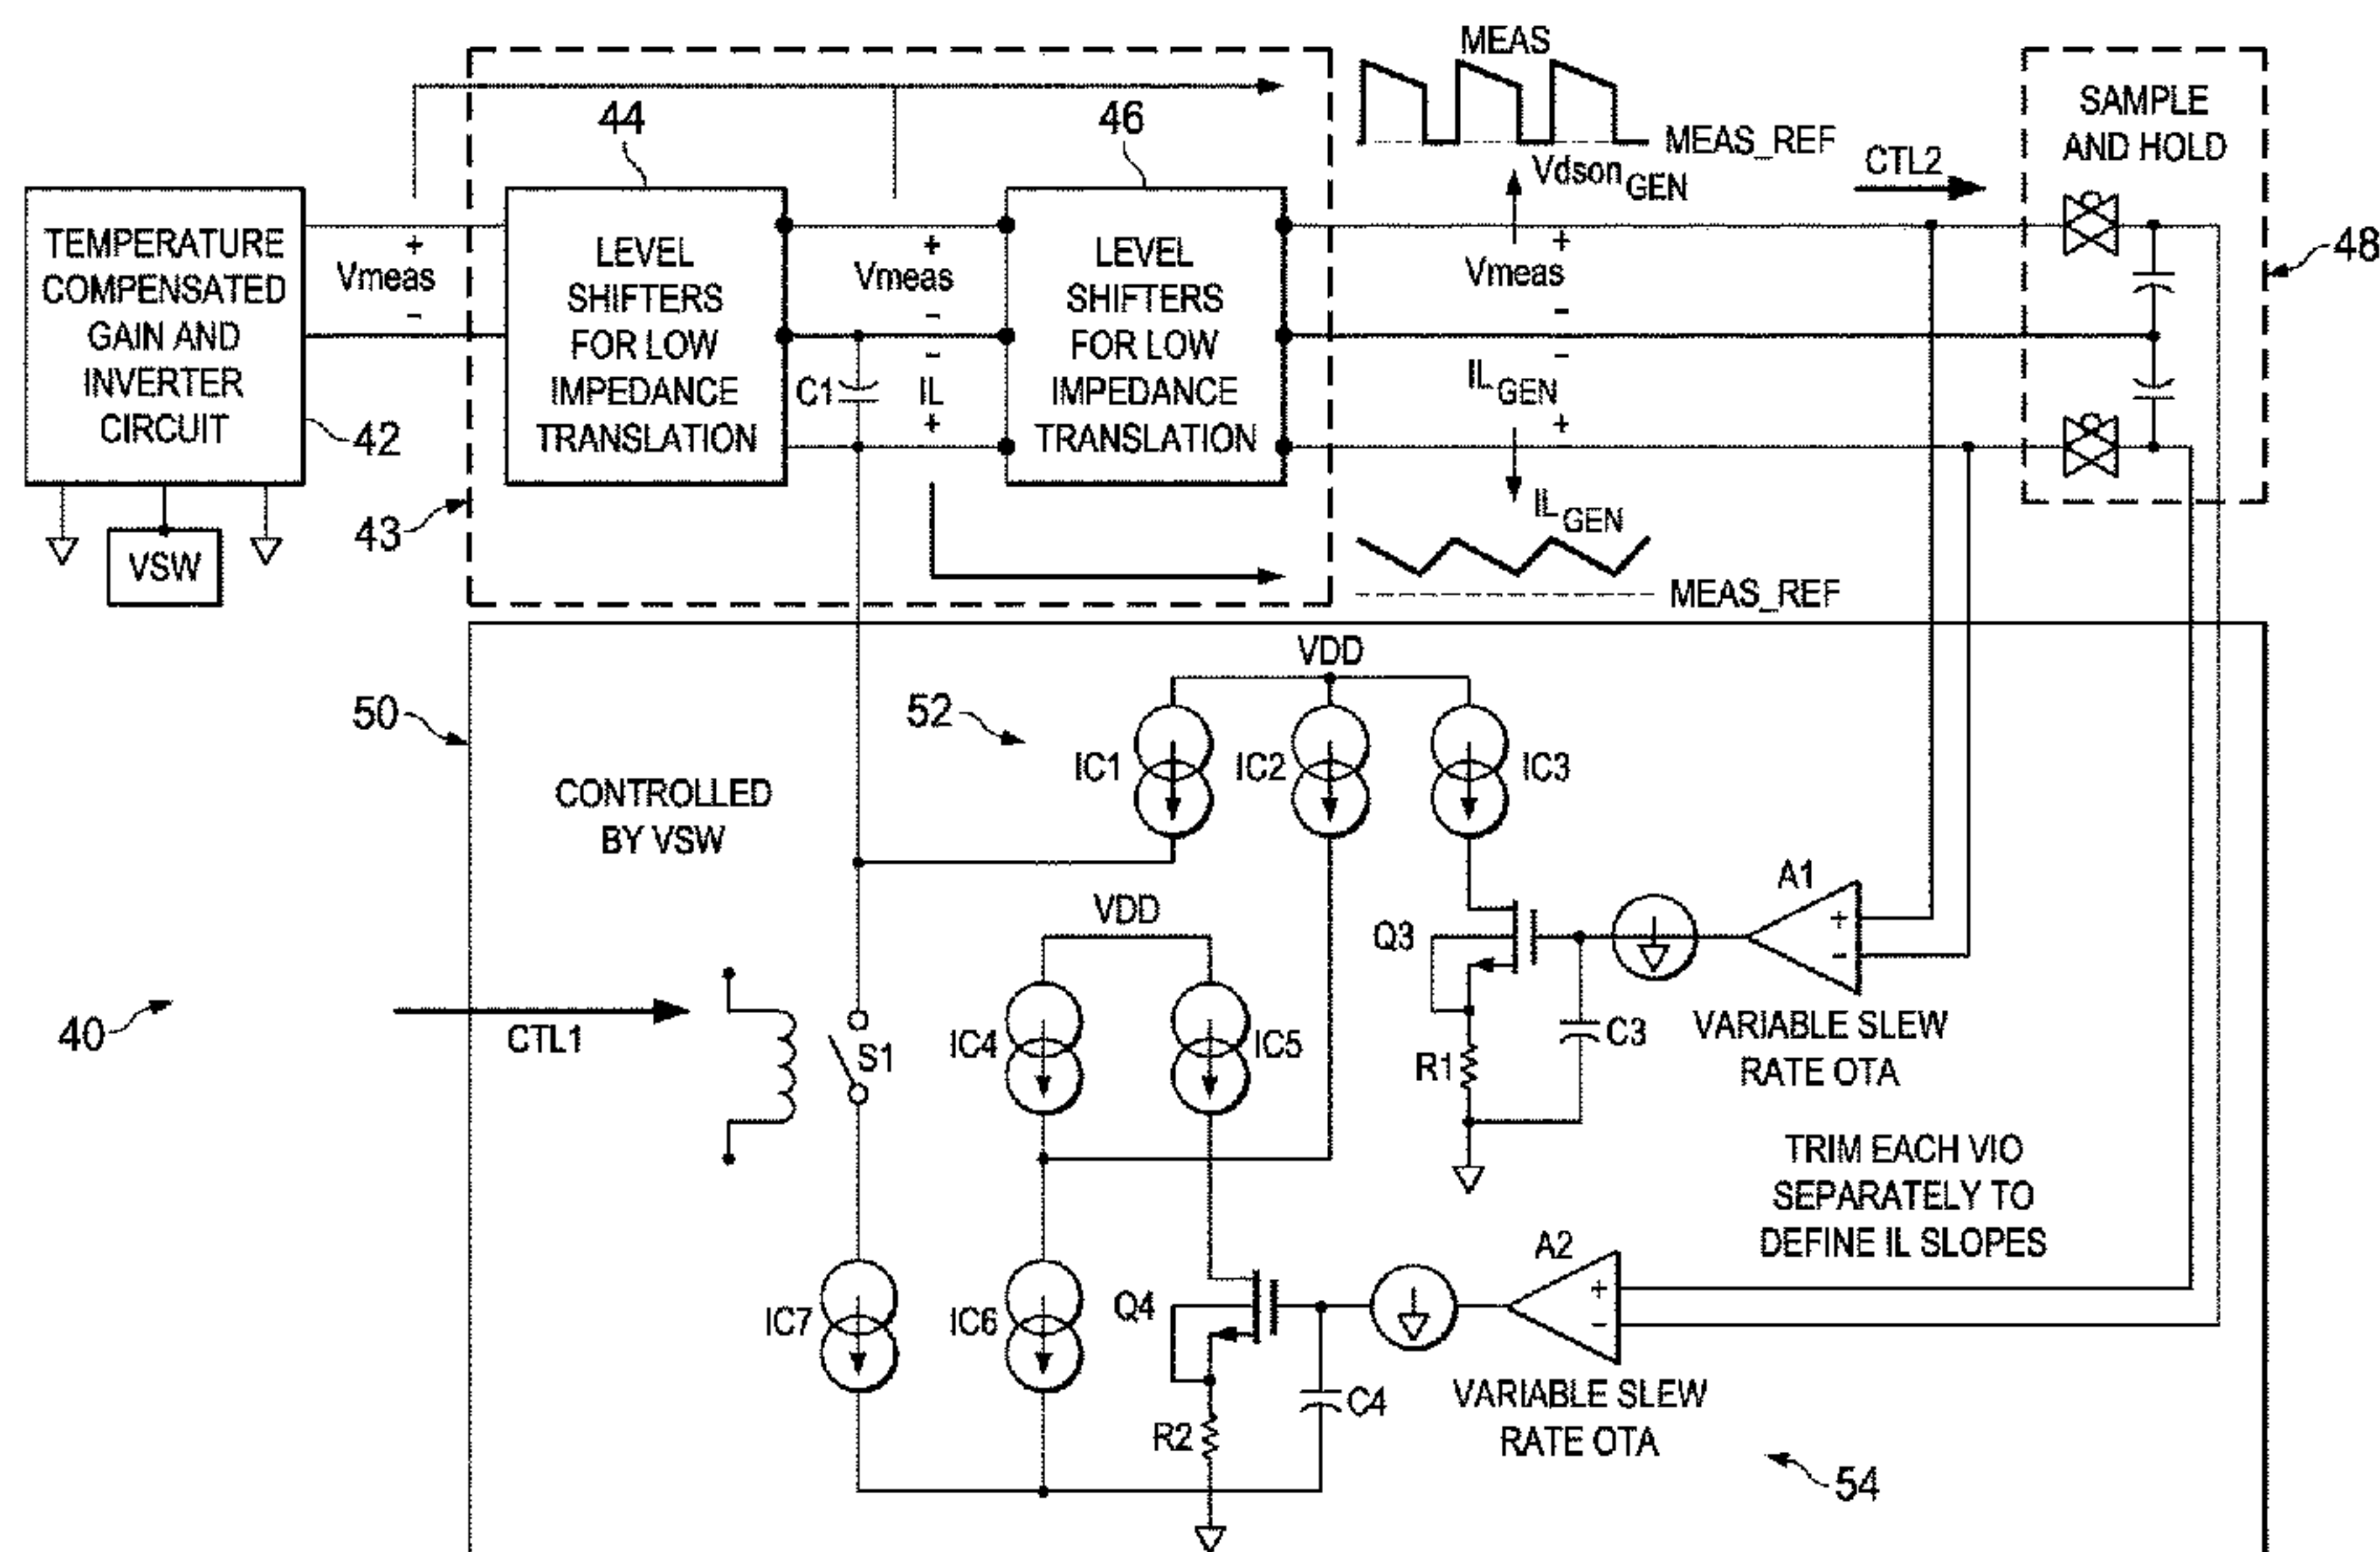 MEAS
MEAS_REF
Vdson GEN
CTL2
SAMPLE
AND HOLD
48
44
46
TEMPERATURE
COMPENSATED
GAIN AND
INVERTER
CIRCUIT
42
VSW
43
+
Vmeas
-
LEVEL
SHIFTERS
FOR LOW
IMPEDANCE
TRANSLATION
+
Vmeas
-
-
C1
IL
+
LEVEL
SHIFTERS
FOR LOW
IMPEDANCE
TRANSLATION
+
Vmeas
-
-
IL GEN
+
IL GEN
MEAS_REF
50
CONTROLLED
BY VSW
52
VDD
IC1
IC2
IC3
A1
+
-
Q3
VARIABLE SLEW
RATE OTA
C3
R1
VDD
40
CTL1
S1
IC4
IC5
TRIM EACH VIO
SEPARATELY TO
DEFINE IL SLOPES
A2
+
-
Q4
IC7
IC6
C4
R2
VARIABLE SLEW
RATE OTA
54